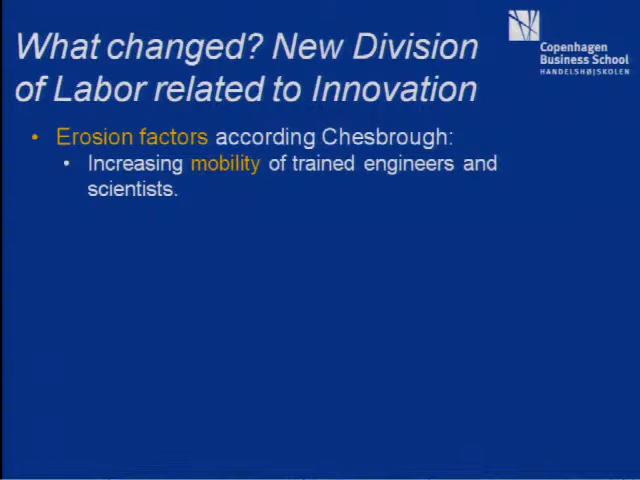 What changed? New Division
of Labor related to Innovation
Copenhagen
Business School
HANDELSHØJSKOLEN
• Erosion factors according Chesbrough:
• Increasing mobility of trained engineers and
scientists.